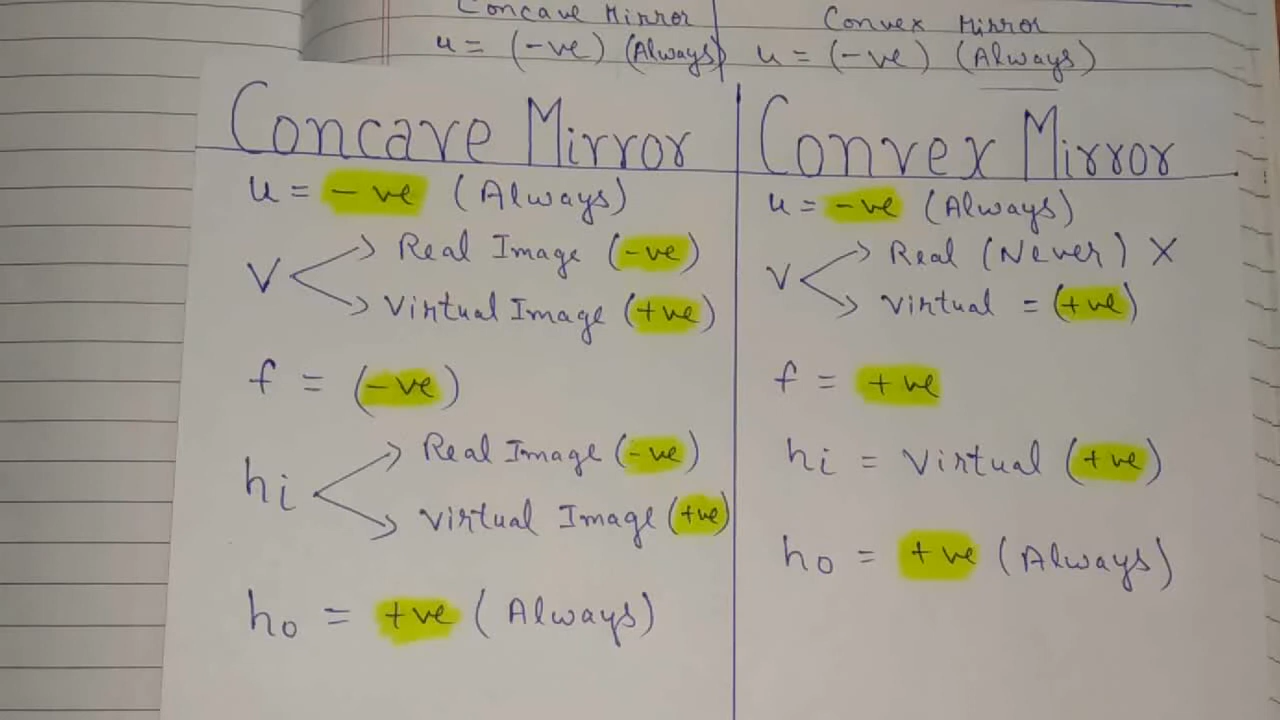 Concave Mirror
u = (-ve) (Always)
Convex Mirror
u = (-ve) (Always)
Concave Mirror
u = -ve (Always)
v
Real Image (-ve)
Virtual Image (+ve)
f = (-ve)
hi
Real Image (-ve)
Virtual Image (+ve)
ho = +ve (Always)
Convex Mirror
u = -ve (Always)
v
Real (Never) X
Virtual = (+ve)
f = +ve
hi = Virtual (+ve)
ho = +ve (Always)